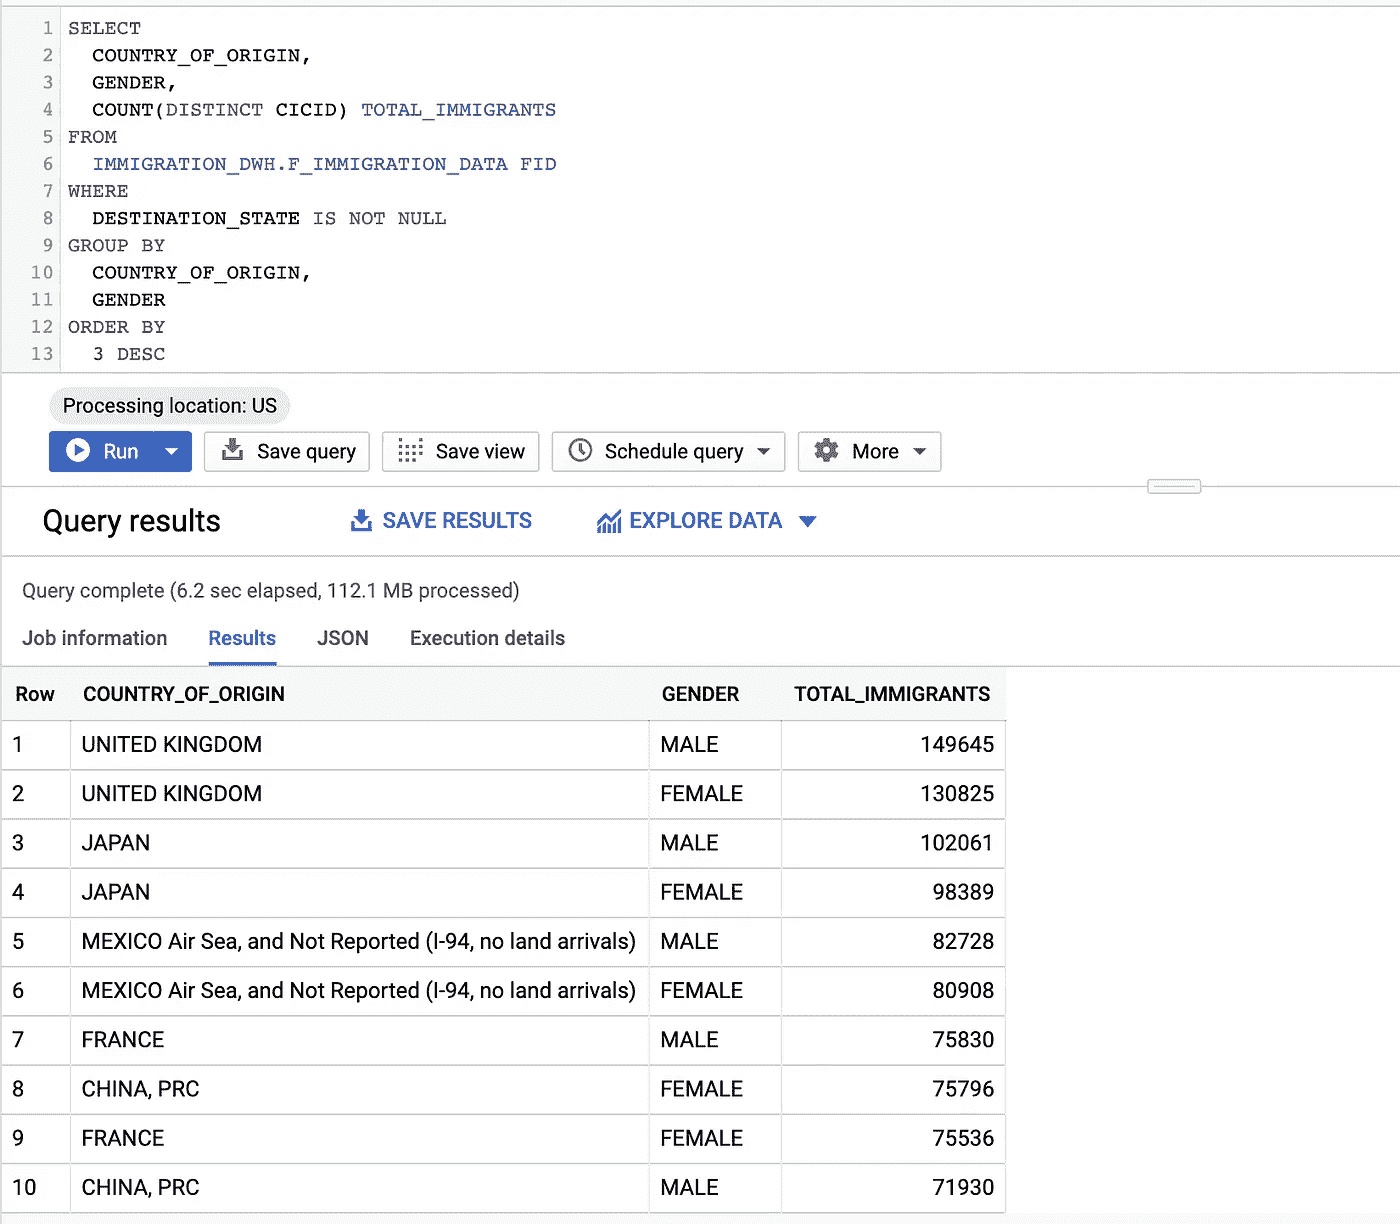 1 SELECT
2 COUNTRY_OF_ORIGIN,
3 GENDER,
4 COUNT(DISTINCT CICID) TOTAL_IMMIGRANTS
5 FROM
6 IMMIGRATION_DWH.F_IMMIGRATION_DATA FID
7 WHERE
8 DESTINATION_STATE IS NOT NULL
9 GROUP BY
10 COUNTRY_OF_ORIGIN,
11 GENDER
12 ORDER BY
13 3 DESC
Processing location: US
Run Save query Save view Schedule query More
Query results SAVE RESULTS EXPLORE DATA
Query complete (6.2 sec elapsed, 112.1 MB processed)
Job information Results JSON Execution details
Row COUNTRY_OF_ORIGIN GENDER TOTAL_IMMIGRANTS
1 UNITED KINGDOM MALE 149645
2 UNITED KINGDOM FEMALE 130825
3 JAPAN MALE 102061
4 JAPAN FEMALE 98389
5 MEXICO Air Sea, and Not Reported (I-94, no land arrivals) MALE 82728
6 MEXICO Air Sea, and Not Reported (I-94, no land arrivals) FEMALE 80908
7 FRANCE MALE 75830
8 CHINA, PRC FEMALE 75796
9 FRANCE FEMALE 75536
10 CHINA, PRC MALE 71930